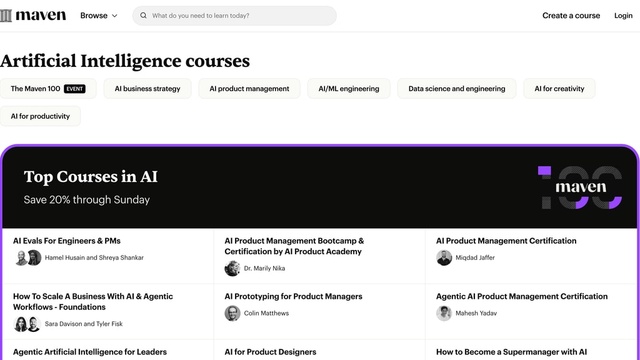 maven
Browse
What do you need to learn today?
Create a course
Login
Artificial Intelligence courses
The Maven 100 EVENT
AI business strategy
AI product management
AI/ML engineering
Data science and engineering
AI for creativity
AI for productivity
Top Courses in AI
Save 20% through Sunday
100
maven
AI Evals For Engineers & PMs
Hamel Husain and Shreya Shankar
AI Product Management Bootcamp &
Certification by AI Product Academy
Dr. Marily Nika
AI Product Management Certification
Miqdad Jaffer
How To Scale A Business With AI & Agentic
Workflows - Foundations
Sara Davison and Tyler Fisk
AI Prototyping for Product Managers
Colin Matthews
Agentic AI Product Management Certification
Mahesh Yadav
Agentic Artificial Intelligence for Leaders
AI for Product Designers
How to Become a Supermanager with AI